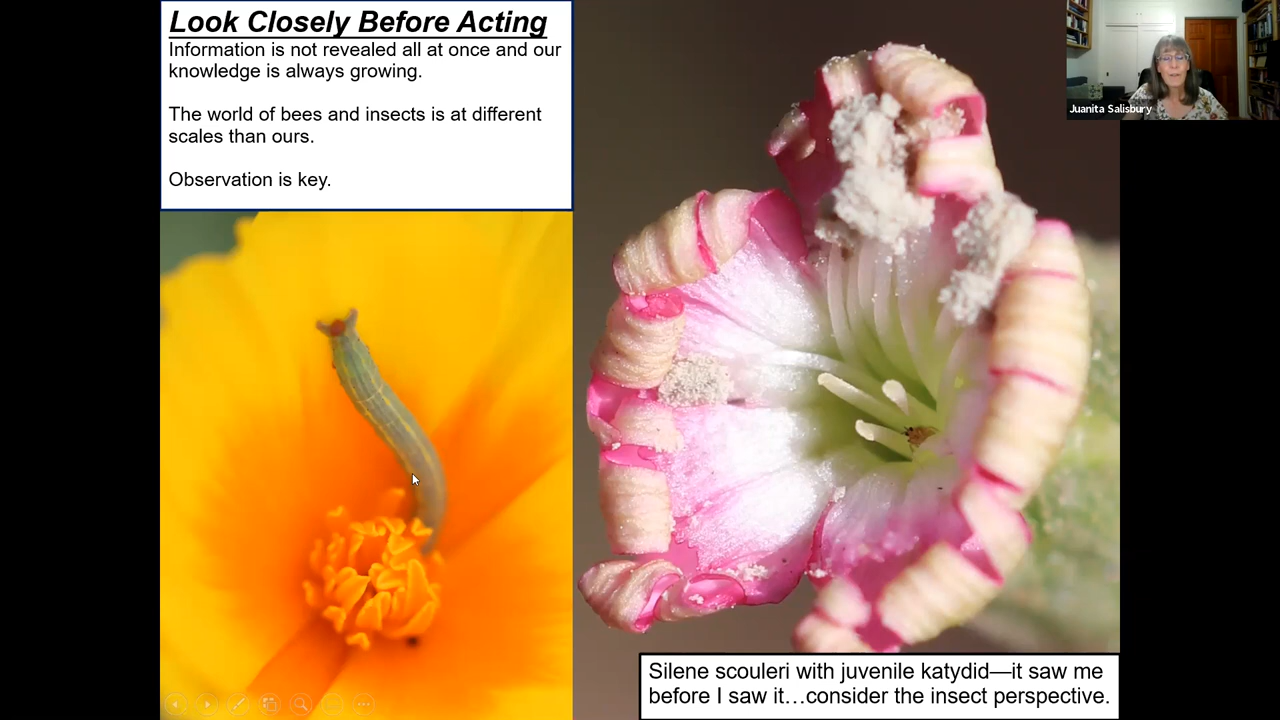 Look Closely Before Acting
Information is not revealed all at once and our
knowledge is always growing.
The world of bees and insects is at different
scales than ours.
Observation is key.
Juanita Salisbury
Silene scouleri with juvenile katydid—it saw me
before I saw it…consider the insect perspective.